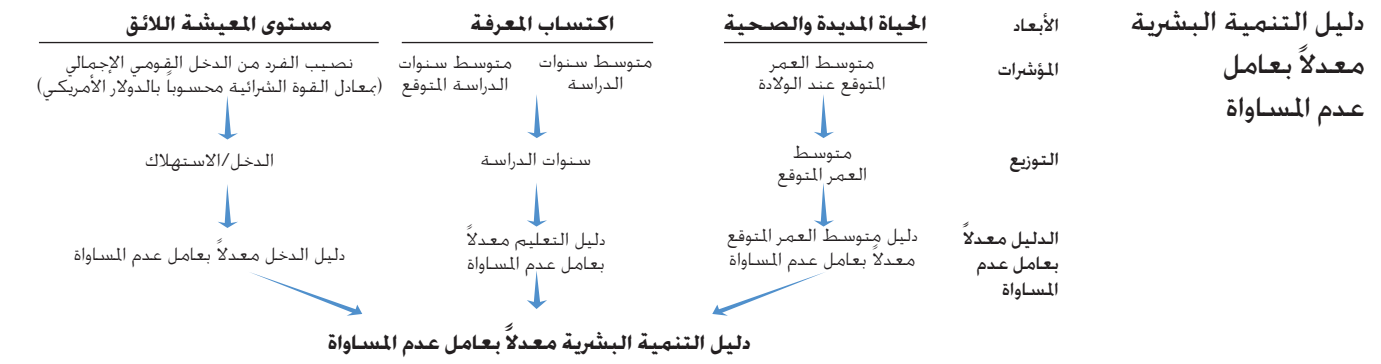 دليل التنمية البشرية
معدلاً بعامل
عدم المساواة
الأبعاد
الحياة المديدة والصحية
اكتساب المعرفة
مستوى المعيشة اللائق
المؤشرات
متوسط العمر
المتوقع عند الولادة
متوسط سنوات
الدراسة
متوسط سنوات
الدراسة المتوقع
نصيب الفرد من الدخل القومي الإجمالي
(بمعادل القوة الشرائية محسوباً بالدولار الأمريكي)
التوزيع
متوسط
العمر المتوقع
سنوات الدراسة
الدخل/الاستهلاك
الدليل معدلاً
بعامل عدم
المساواة
دليل متوسط العمر المتوقع
معدلاً بعامل عدم المساواة
دليل التعليم معدلاً
بعامل عدم المساواة
دليل الدخل معدلاً بعامل عدم المساواة
دليل التنمية البشرية معدلاً بعامل عدم المساواة